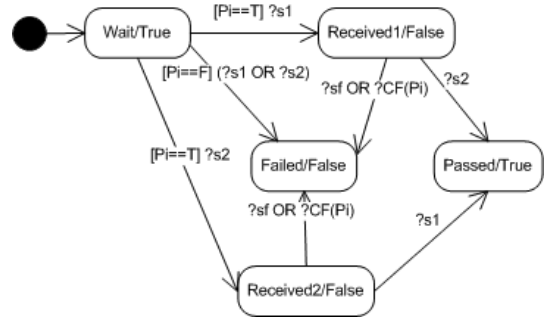 [Pi==T] ?s1
Wait/True
Received1/False
[Pi==F] (?s1 OR ?s2)
?sf OR ?CF(Pi)
?s2
[Pi==T] ?s2
Failed/False
Passed/True
?sf OR ?CF(Pi)
?s1
Received2/False